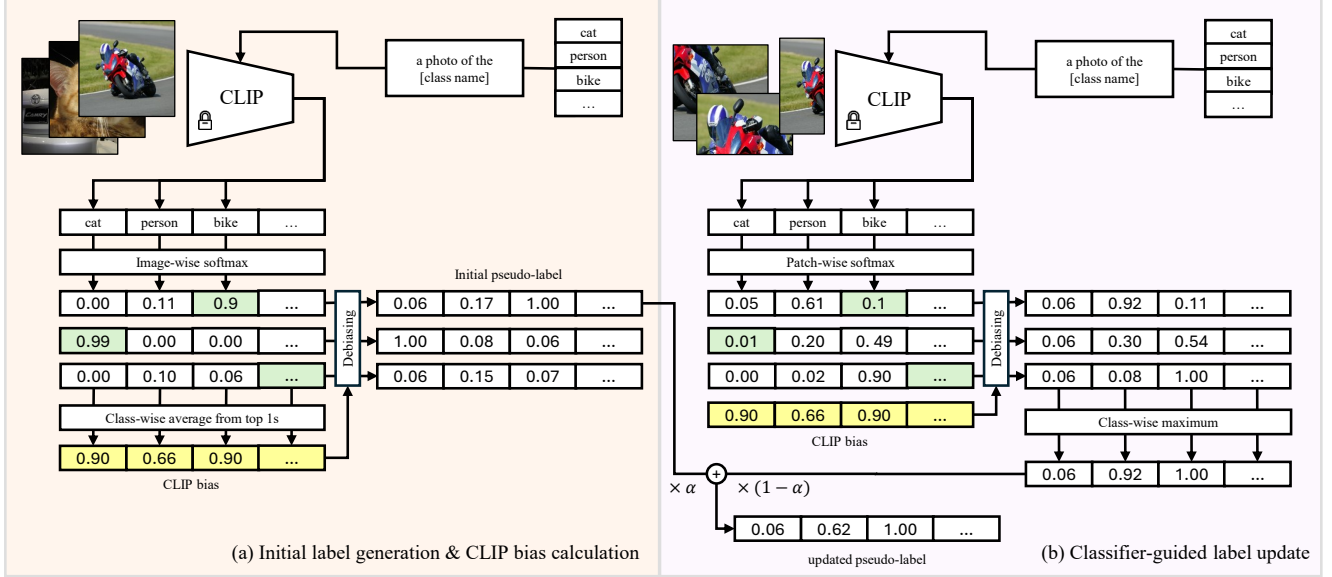 CLIP
a photo of the
[class name]
cat
person
bike
...
cat person bike ...
Image-wise softmax
0.00 0.11 0.9 ...
0.99 0.00 0.00 ...
0.00 0.10 0.06 ...
Class-wise average from top 1s
0.90 0.66 0.90 ...
CLIP bias
Debiasing
Initial pseudo-label
0.06 0.17 1.00 ...
1.00 0.08 0.06 ...
0.06 0.15 0.07 ...
(a) Initial label generation & CLIP bias calculation
CLIP
a photo of the
[class name]
cat
person
bike
...
cat person bike ...
Patch-wise softmax
0.05 0.61 0.1 ...
0.01 0.20 0. 49 ...
0.00 0.02 0.90 ...
0.90 0.66 0.90 ...
CLIP bias
Debiasing
0.06 0.92 0.11 ...
0.06 0.30 0.54 ...
0.06 0.08 1.00 ...
Class-wise maximum
0.06 0.92 1.00 ...
× α + × (1 − α)
0.06 0.62 1.00 ...
updated pseudo-label
(b) Classifier-guided label update